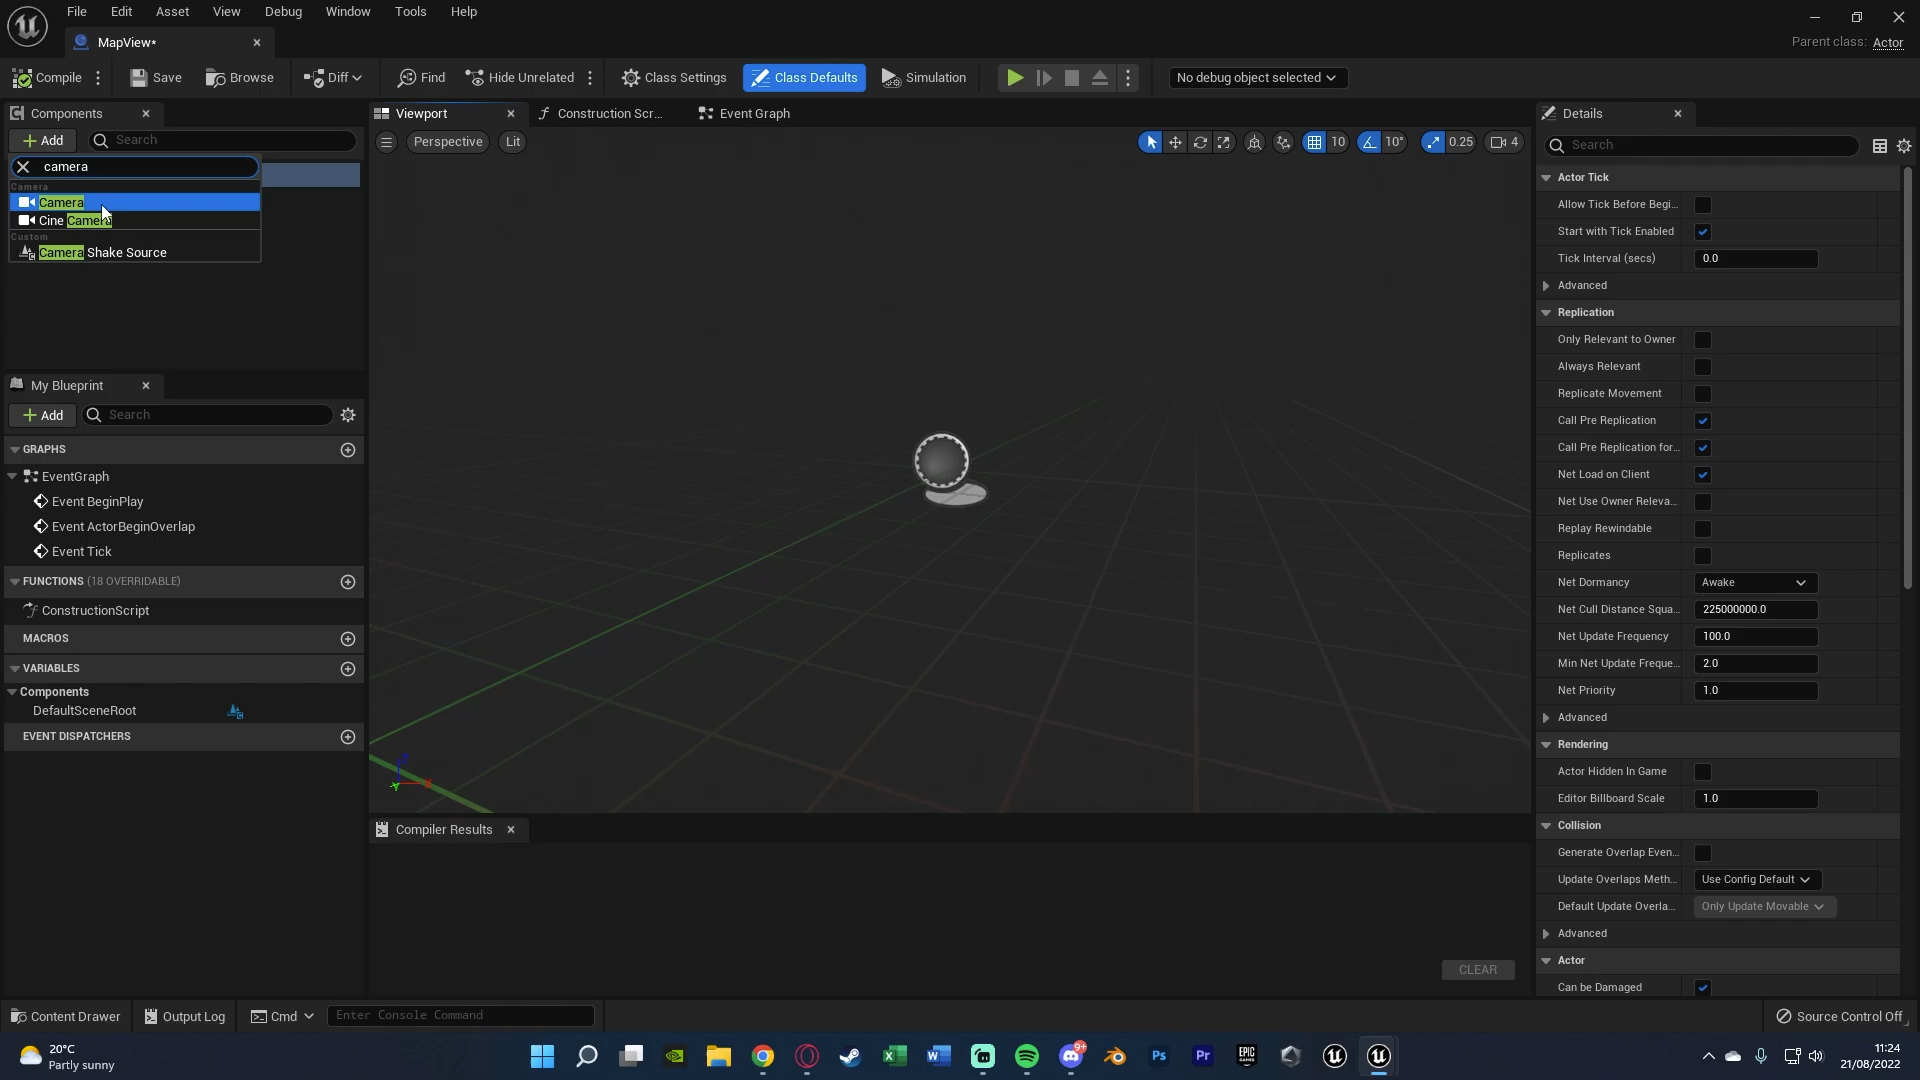 File Edit Asset View Debug Window Tools Help
MapView*
Parent class: Actor
Compile Save Browse Diff Find Hide Unrelated Class Settings Class Defaults Simulation No debug object selected
Components Viewport Construction Scr... Event Graph Details
Add Search
Perspective Lit 10 10° 0.25 4
Search
camera
Camera
Camera
Cine Camera
Custom
Camera Shake Source
My Blueprint
Add Search
GRAPHS
EventGraph
Event BeginPlay
Event ActorBeginOverlap
Event Tick
FUNCTIONS (18 OVERRIDABLE)
ConstructionScript
MACROS
VARIABLES
Components
DefaultSceneRoot
EVENT DISPATCHERS
Compiler Results
CLEAR
Actor Tick
Allow Tick Before Begi...
Start with Tick Enabled
Tick Interval (secs) 0.0
Advanced
Replication
Only Relevant to Owner
Always Relevant
Replicate Movement
Call Pre Replication
Call Pre Replication for...
Net Load on Client
Net Use Owner Releva...
Replay Rewindable
Replicates
Net Dormancy Awake
Net Cull Distance Squa... 225000000.0
Net Update Frequency 100.0
Min Net Update Freque... 2.0
Net Priority 1.0
Advanced
Rendering
Actor Hidden In Game
Editor Billboard Scale 1.0
Collision
Generate Overlap Even...
Update Overlaps Meth... Use Config Default
Default Update Overla... Only Update Movable
Advanced
Actor
Can be Damaged
Content Drawer Output Log Cmd Enter Console Command Source Control Off
20°C
Partly sunny
9+
Ps Pr EPIC GAMES
11:24
21/08/2022